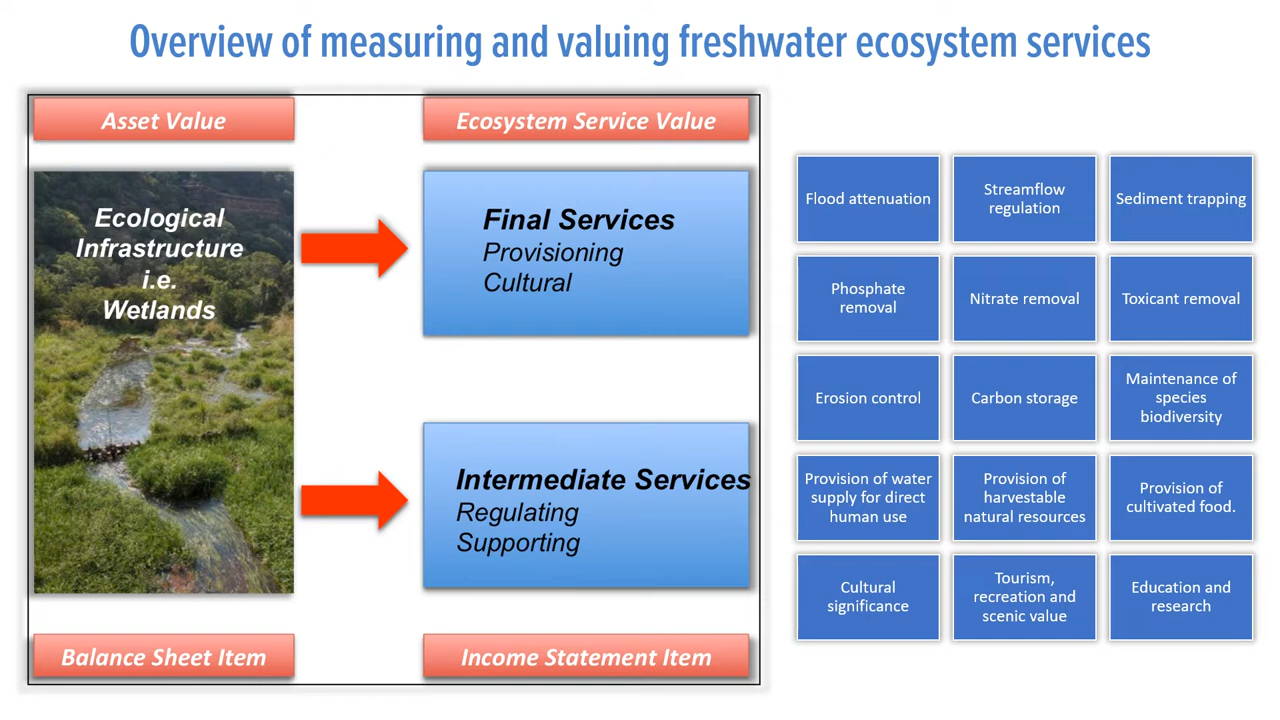 Overview of measuring and valuing freshwater ecosystem services
Asset Value
Ecosystem Service Value
Ecological
Infrastructure
i.e.
Wetlands
Final Services
Provisioning
Cultural
Intermediate Services
Regulating
Supporting
Balance Sheet Item
Income Statement Item
Flood attenuation
Streamflow
regulation
Sediment trapping
Phosphate
removal
Nitrate removal
Toxicant removal
Erosion control
Carbon storage
Maintenance of
species
biodiversity
Provision of water
supply for direct
human use
Provision of
harvestable
natural resources
Provision of
cultivated food.
Cultural
significance
Tourism,
recreation and
scenic value
Education and
research